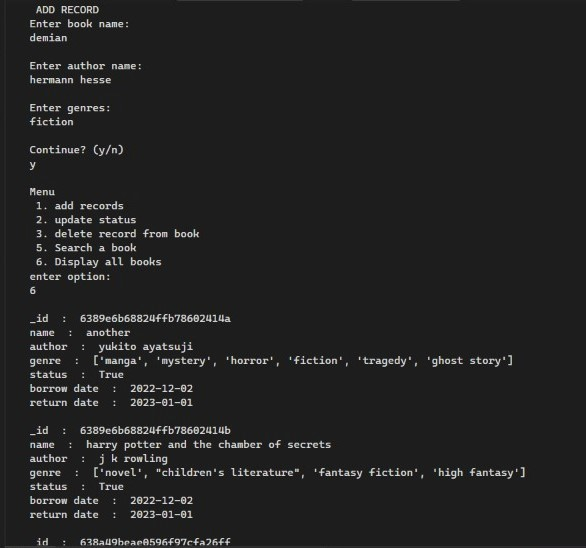 ADD RECORD
Enter book name:
demian
Enter author name:
hermann hesse
Enter genres:
fiction
Continue? (y/n)
y
Menu
1. add records
2. update status
3. delete record from book
5. Search a book
6. Display all books
enter option:
6
_id  :  6389e6b68824ffb78602414a
name  :  another
author  :  yukito ayatsuji
genre  :  ['manga', 'mystery', 'horror', 'fiction', 'tragedy', 'ghost story']
status  :  True
borrow date  :  2022-12-02
return date  :  2023-01-01
_id  :  6389e6b68824ffb78602414b
name  :  harry potter and the chamber of secrets
author  :  j k rowling
genre  :  ['novel', "children's literature", 'fantasy fiction', 'high fantasy']
status  :  True
borrow date  :  2022-12-02
return date  :  2023-01-01
_id  :  638a49beae0596f97cfa26ff